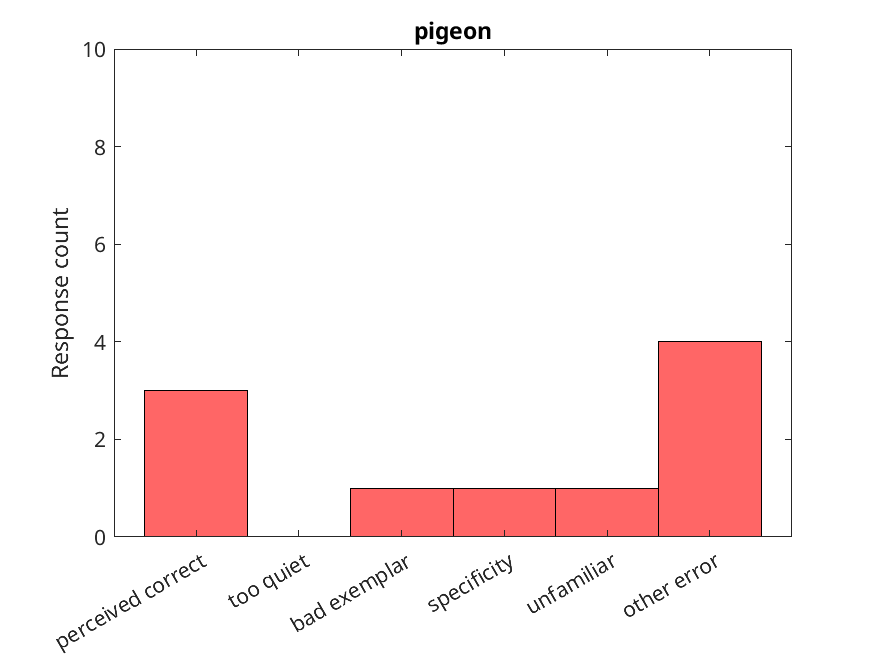 pigeon
Response count
10
8
6
4
2
0
perceived correct
too quiet
bad exemplar
specificity
unfamiliar
other error